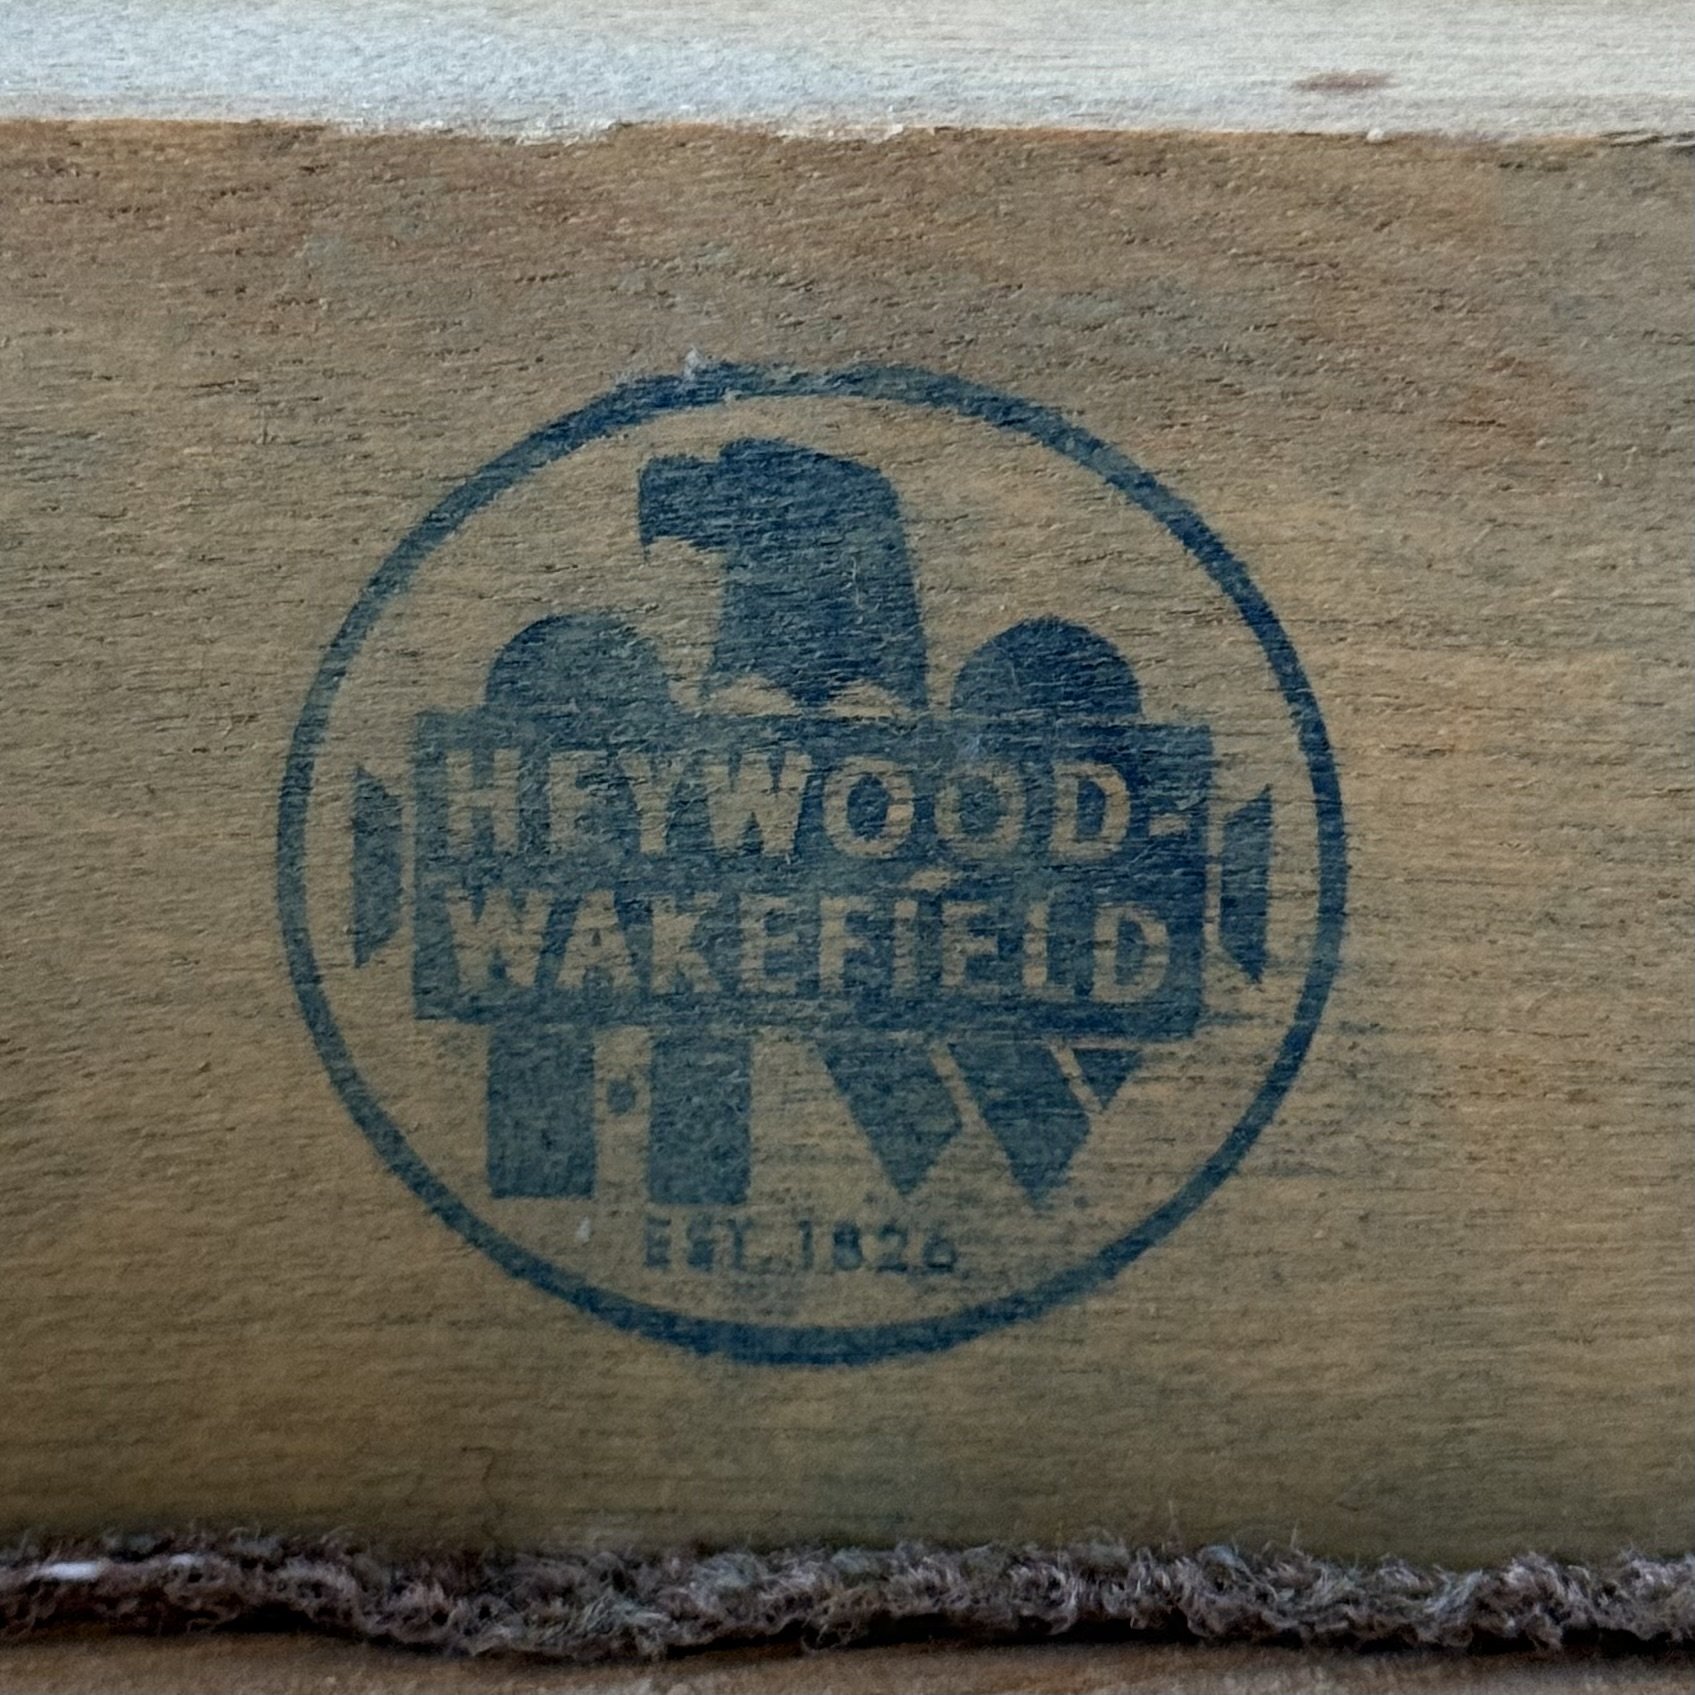 HEYWOOD-
WAKEFIELD
HW
EST. 1826